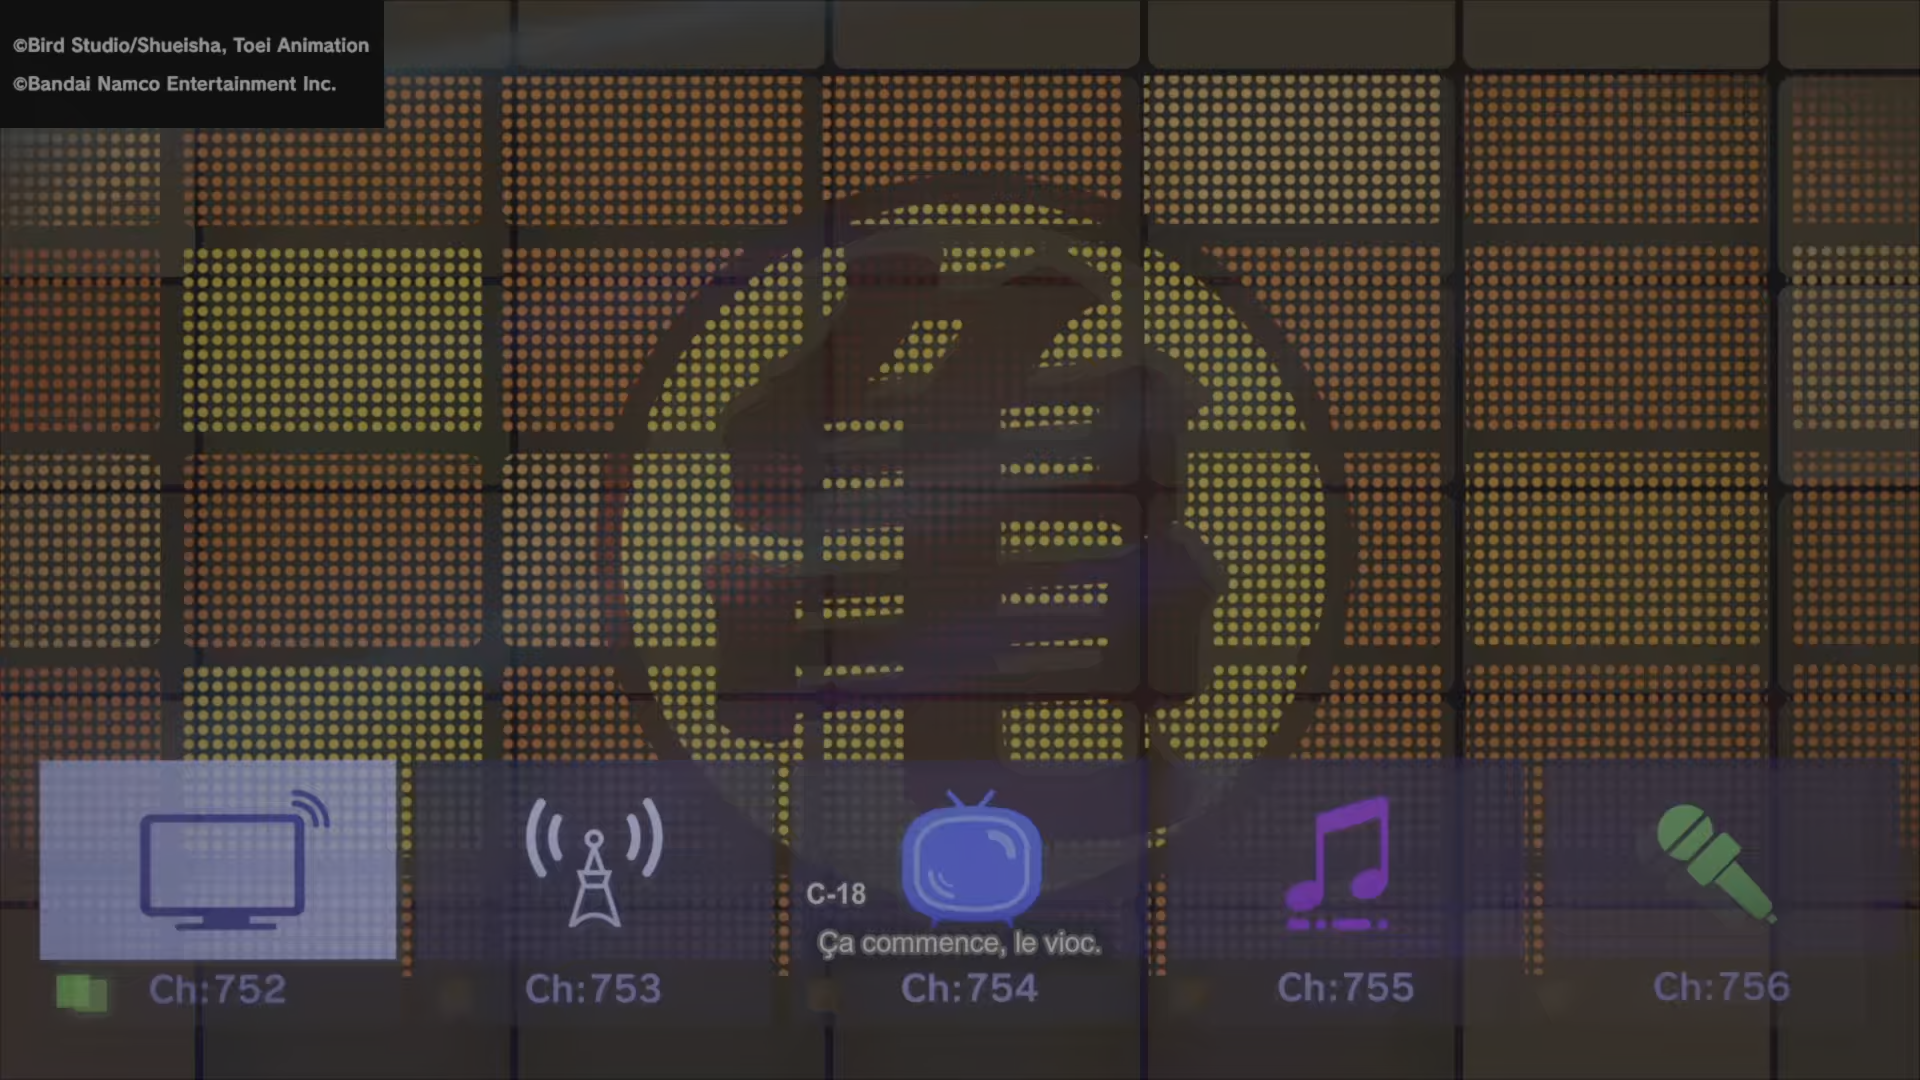 ©Bird Studio/Shueisha, Toei Animation
©Bandai Namco Entertainment Inc.
C-18
Ça commence, le vioc.
Ch:752
Ch:753
Ch:754
Ch:755
Ch:756